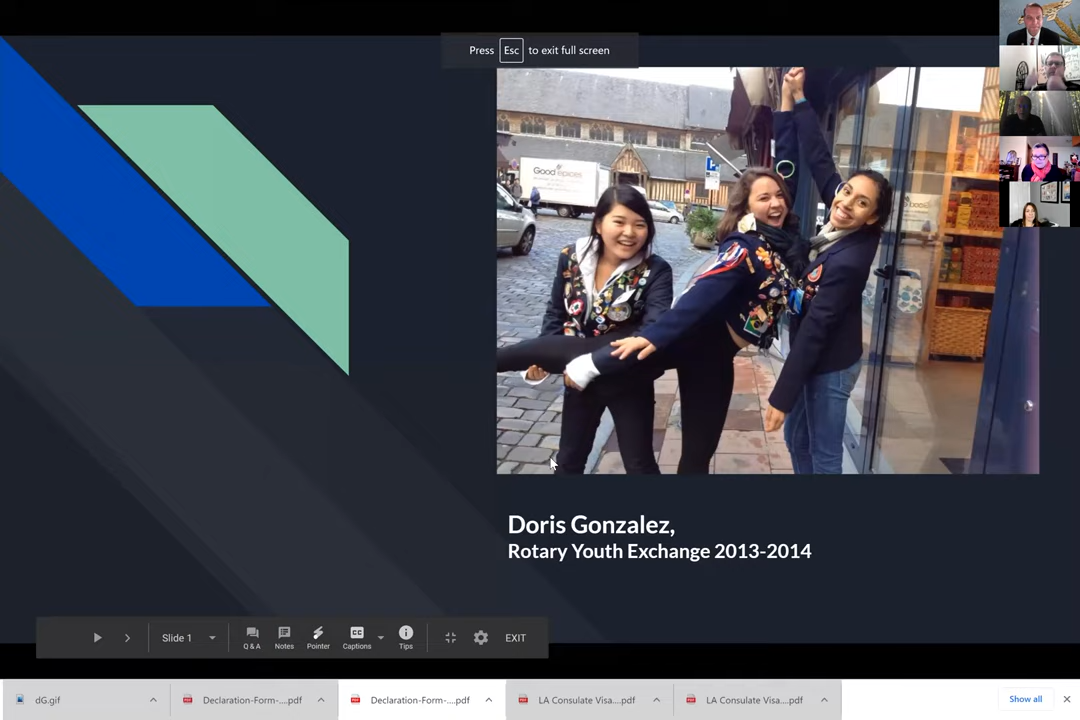 Press Esc to exit full screen
Good epices
P
Doris Gonzalez,
Rotary Youth Exchange 2013-2014
Slide 1
Q & A
Notes
Pointer
CC
Captions
Tips
EXIT
dG.gif
Declaration-Form-....pdf
Declaration-Form-....pdf
LA Consulate Visa....pdf
LA Consulate Visa....pdf
Show all